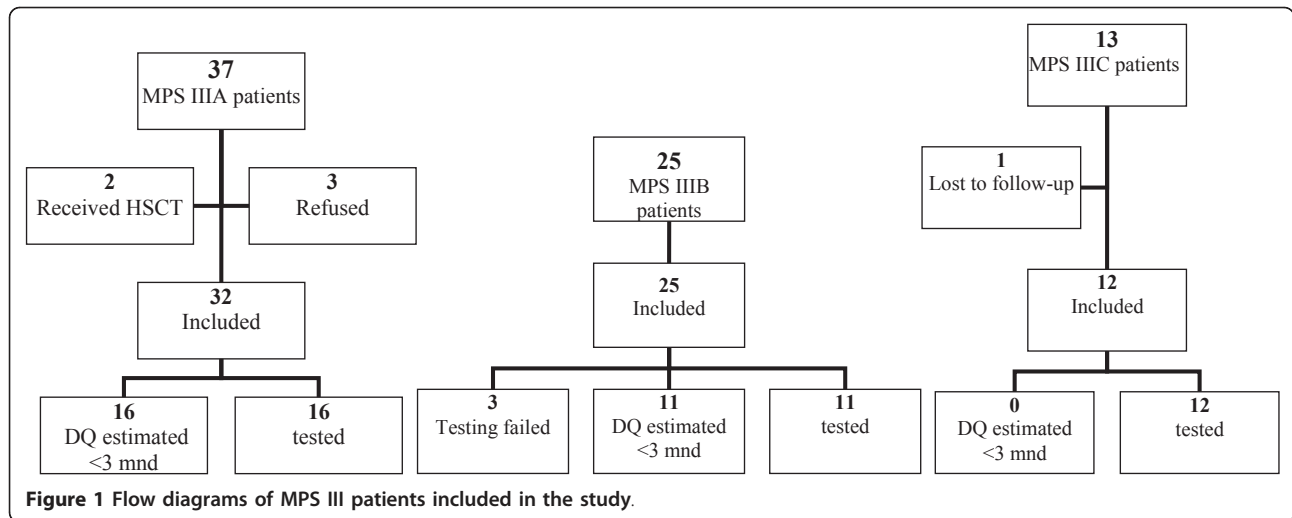 37
MPS IIIA patients
2
Received HSCT
3
Refused
32
Included
16
DQ estimated
<3 mnd
16
tested
25
MPS IIIB
patients
25
Included
3
Testing failed
11
DQ estimated
<3 mnd
11
tested
13
MPS IIIC patients
1
Lost to follow-up
12
Included
0
DQ estimated
<3 mnd
12
tested
Figure 1 Flow diagrams of MPS III patients included in the study.